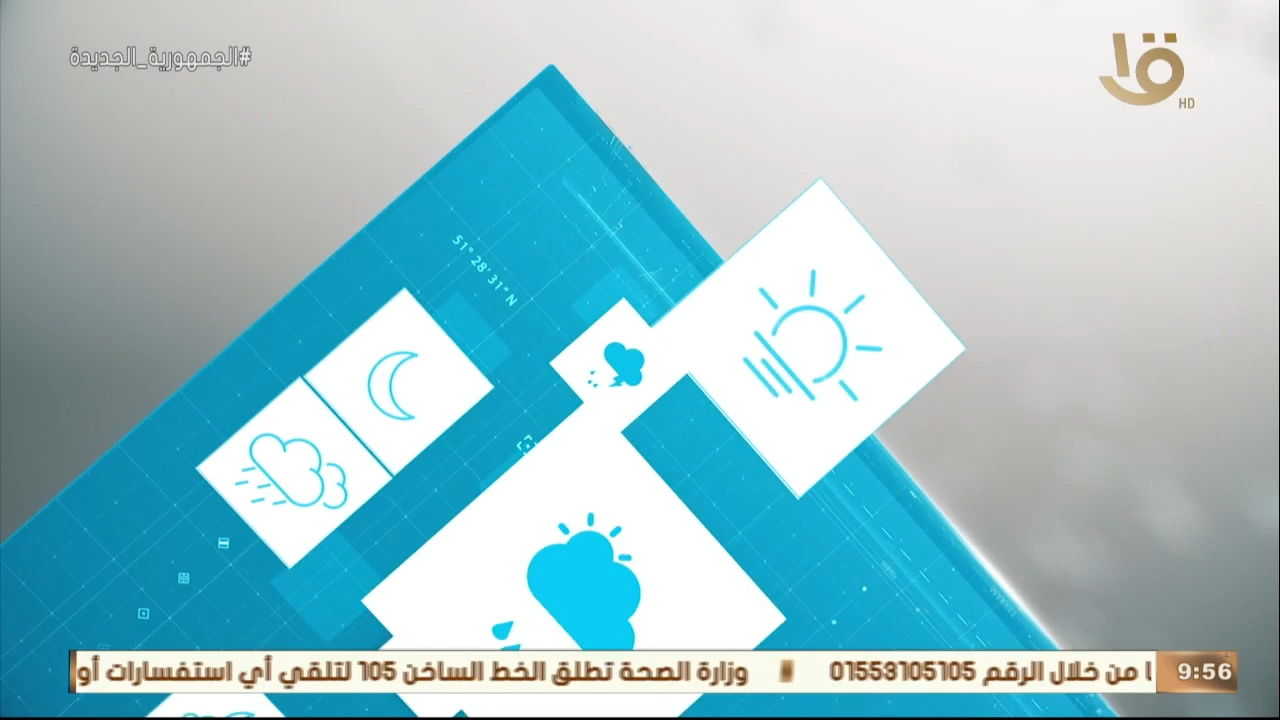 #الجمهورية_الجديدة
HD
51° 28' 31" N
9:56
ا من خلال الرقم 01553105105 وزارة الصحة تطلق الخط الساخن 105 لتلقي أي استفسارات أو